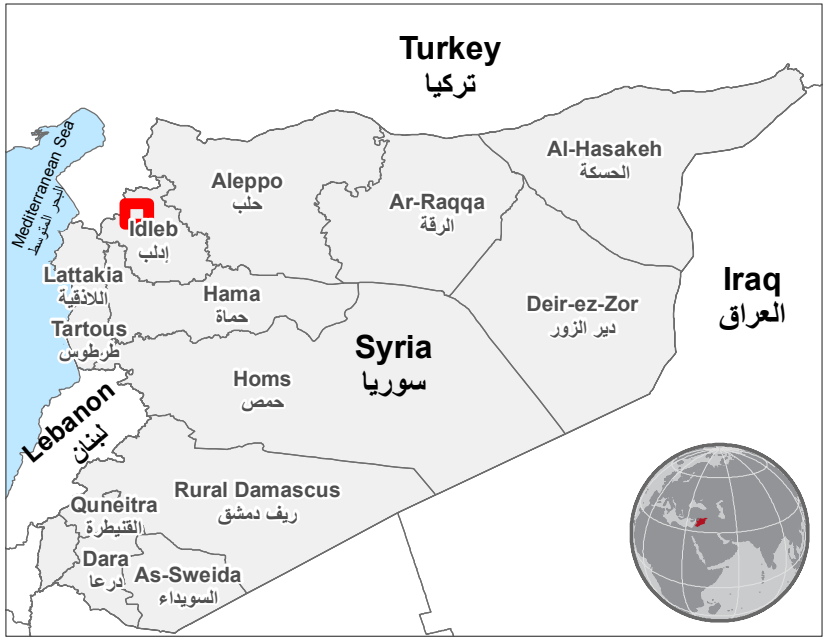 Turkey
تركيا
Mediterranean Sea
البحر المتوسط
Al-Hasakeh
الحسكة
Aleppo
حلب
Ar-Raqqa
الرقة
Idleb
إدلب
Lattakia
اللاذقية
Hama
حماة
Iraq
العراق
Deir-ez-Zor
دير الزور
Tartous
طرطوس
Syria
سوريا
Homs
حمص
Lebanon
لبنان
Rural Damascus
ريف دمشق
Quneitra
القنيطرة
Dara
درعا
As-Sweida
السويداء